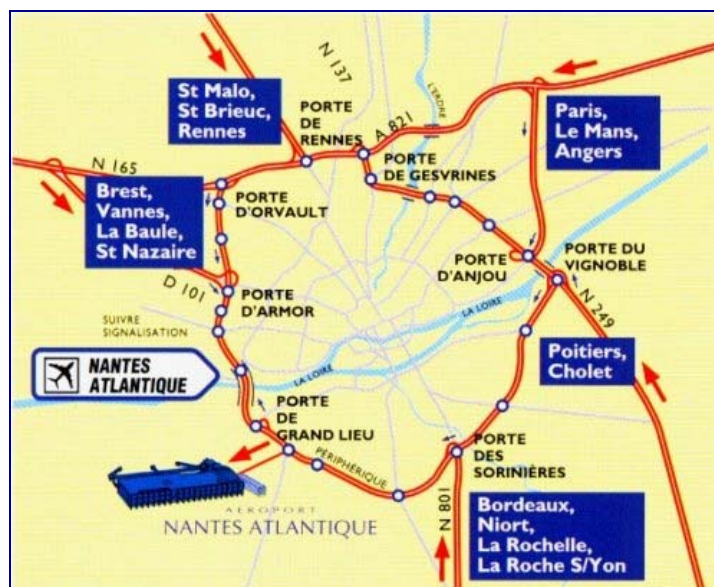 N 137
St Malo,
St Brieuc,
Rennes
PORTE
DE
RENNES
A 821
L'ERDRE
Paris,
Le Mans,
Angers
N 165
PORTE
DE GESVRINES
Brest,
Vannes,
La Baule,
St Nazaire
PORTE
D'ORVAULT
PORTE
D'ANJOU
PORTE DU
VIGNOBLE
D 101
PORTE
D'ARMOR
SUIVRE
SIGNALISATION
LA LOIRE
N 249
NANTES
ATLANTIQUE
LA LOIRE
Poitiers,
Cholet
PORTE
DE
GRAND LIEU
PÉRIPHÉRIQUE
PORTE
DES
SORINIÈRES
AEROPORT
NANTES ATLANTIQUE
N 801
Bordeaux,
Niort,
La Rochelle,
La Roche S/Yon